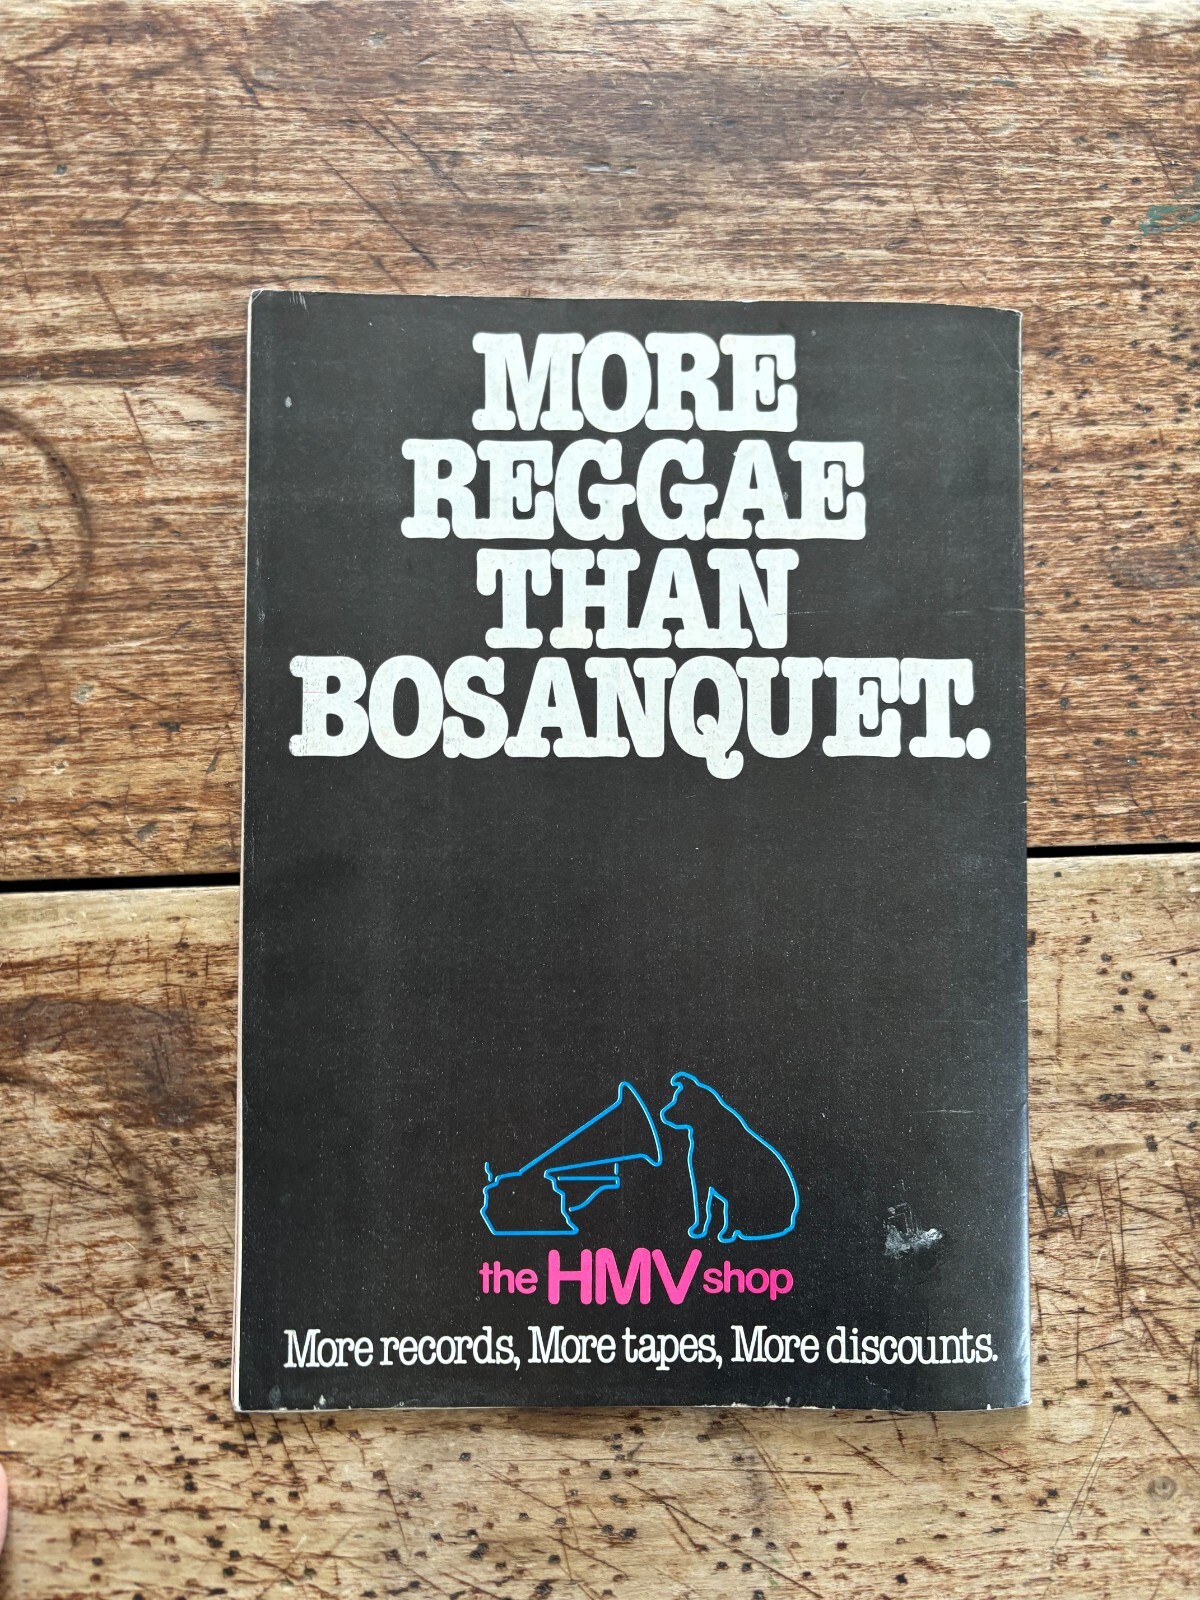 MORE
REGGAE
THAN
BOSANQUET.
the HMV shop
More records, More tapes, More discounts.